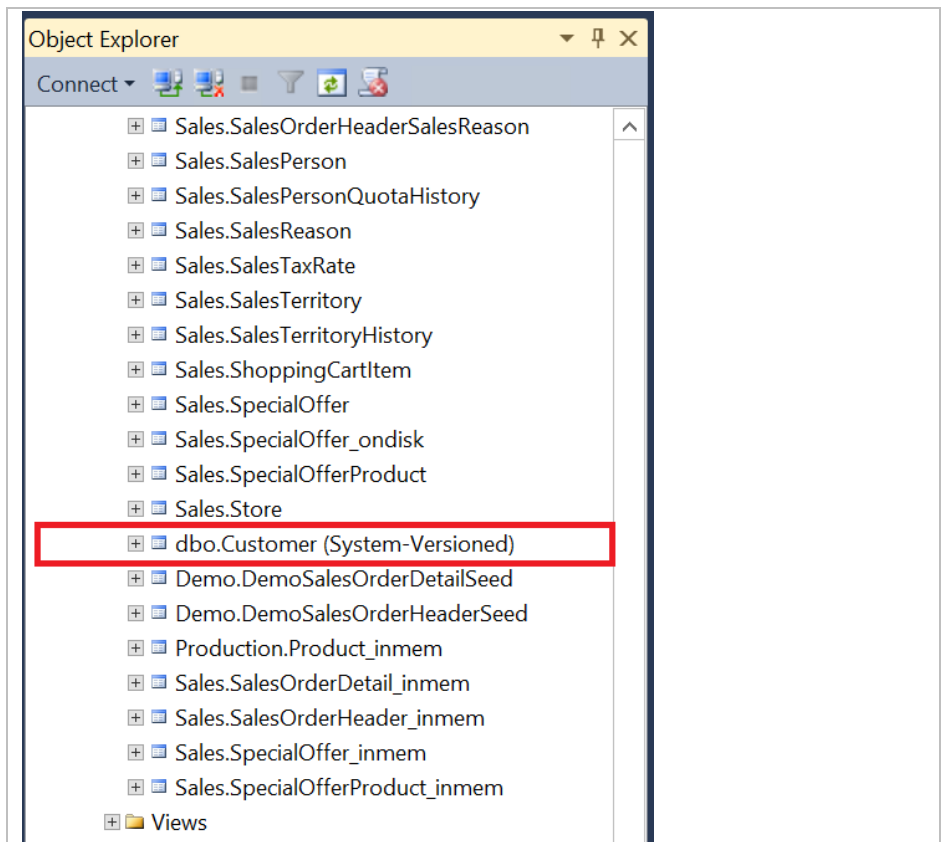 Object Explorer
Connect
Sales.SalesOrderHeaderSalesReason
Sales.SalesPerson
Sales.SalesPersonQuotaHistory
Sales.SalesReason
Sales.SalesTaxRate
Sales.SalesTerritory
Sales.SalesTerritoryHistory
Sales.ShoppingCartItem
Sales.SpecialOffer
Sales.SpecialOffer_ondisk
Sales.SpecialOfferProduct
Sales.Store
dbo.Customer (System-Versioned)
Demo.DemoSalesOrderDetailSeed
Demo.DemoSalesOrderHeaderSeed
Production.Product_inmem
Sales.SalesOrderDetail_inmem
Sales.SalesOrderHeader_inmem
Sales.SpecialOffer_inmem
Sales.SpecialOfferProduct_inmem
Views